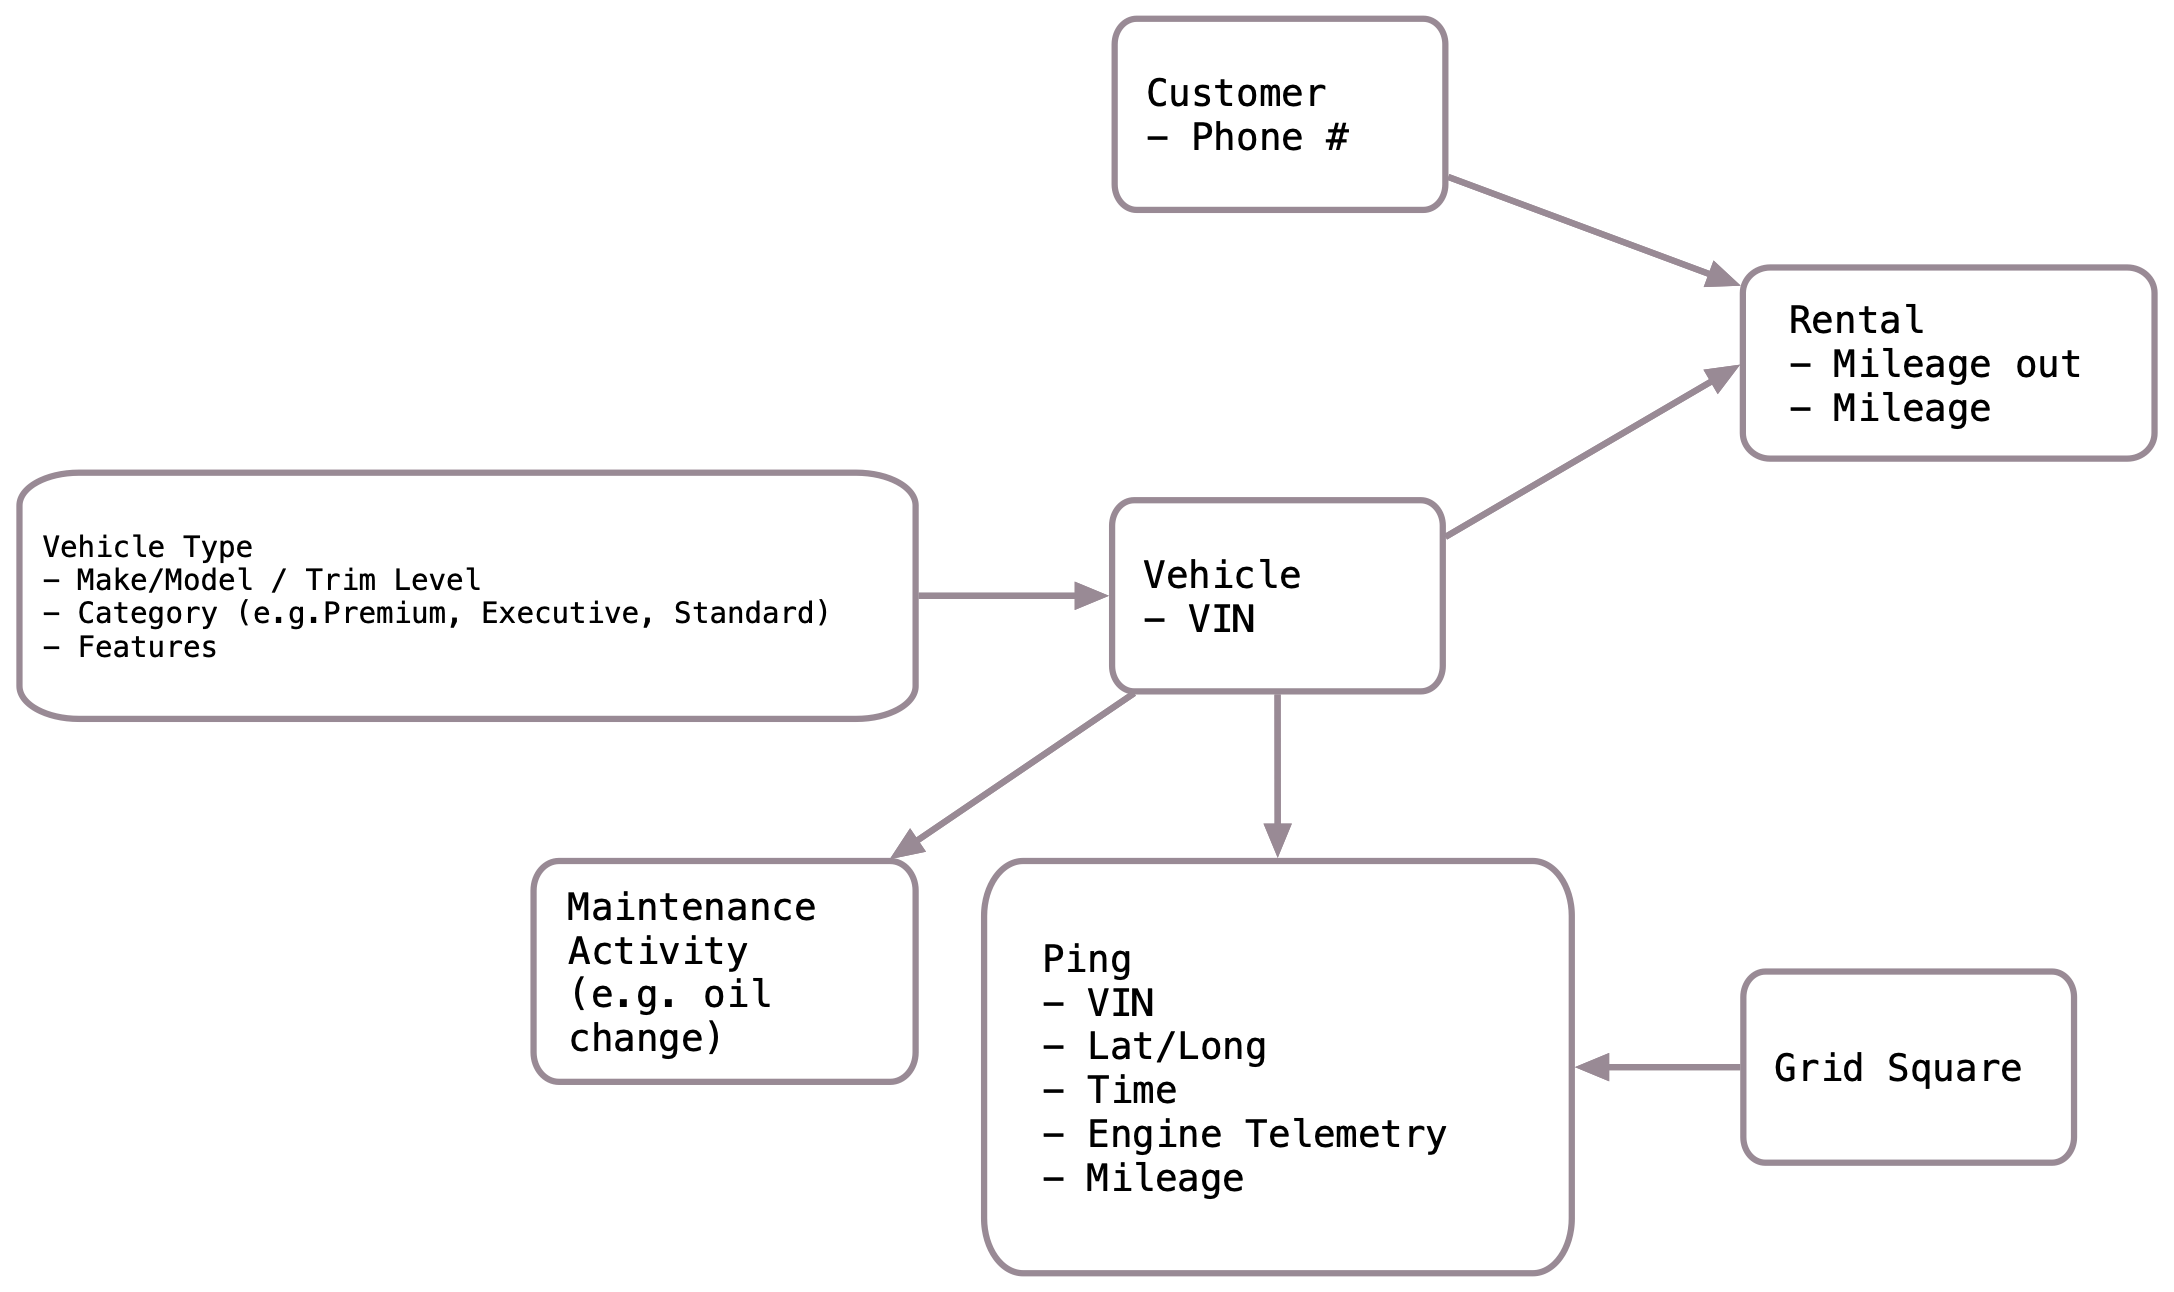 Customer
- Phone #
Rental
- Mileage out
- Mileage
Vehicle Type
- Make/Model / Trim Level
- Category (e.g.Premium, Executive, Standard)
- Features
Vehicle
- VIN
Maintenance
Activity
(e.g. oil
change)
Ping
- VIN
- Lat/Long
- Time
- Engine Telemetry
- Mileage
Grid Square